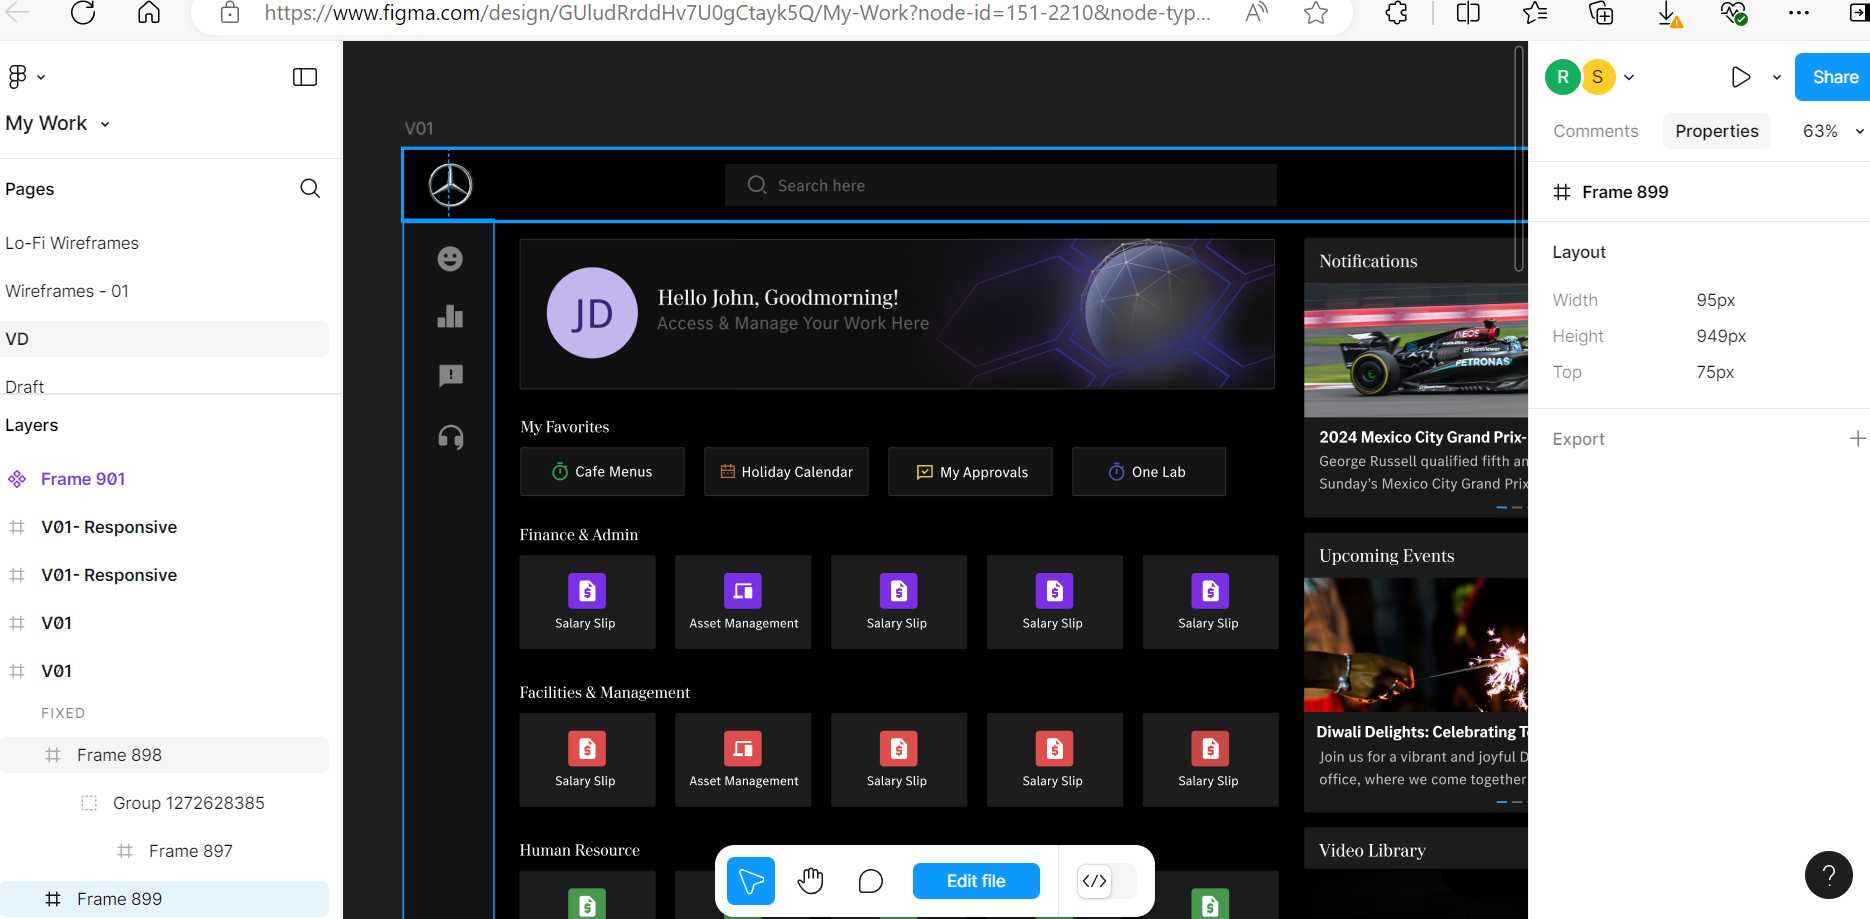 https://www.figma.com/design/GUludRrddHv7U0gCtayk5Q/My-Work?node-id=151-2210&node-typ...
My Work
Pages
Lo-Fi Wireframes
Wireframes - 01
VD
Draft
Layers
Frame 901
V01- Responsive
V01- Responsive
V01
V01
FIXED
Frame 898
Group 1272628385
Frame 897
Frame 899
V01
Search here
JD
Hello John, Goodmorning!
Access & Manage Your Work Here
My Favorites
Cafe Menus
Holiday Calendar
My Approvals
One Lab
Finance & Admin
Salary Slip
Asset Management
Salary Slip
Salary Slip
Salary Slip
Facilities & Management
Salary Slip
Asset Management
Salary Slip
Salary Slip
Salary Slip
Human Resource
Notifications
INEOS
TeamViewer
PETRONAS
2024 Mexico City Grand Prix-
George Russell qualified fifth an
Sunday's Mexico City Grand Prix
Upcoming Events
Diwali Delights: Celebrating T
Join us for a vibrant and joyful D
office, where we come together
Video Library
Edit file
R
S
Share
Comments
Properties
63%
Frame 899
Layout
Width 95px
Height 949px
Top 75px
Export
?